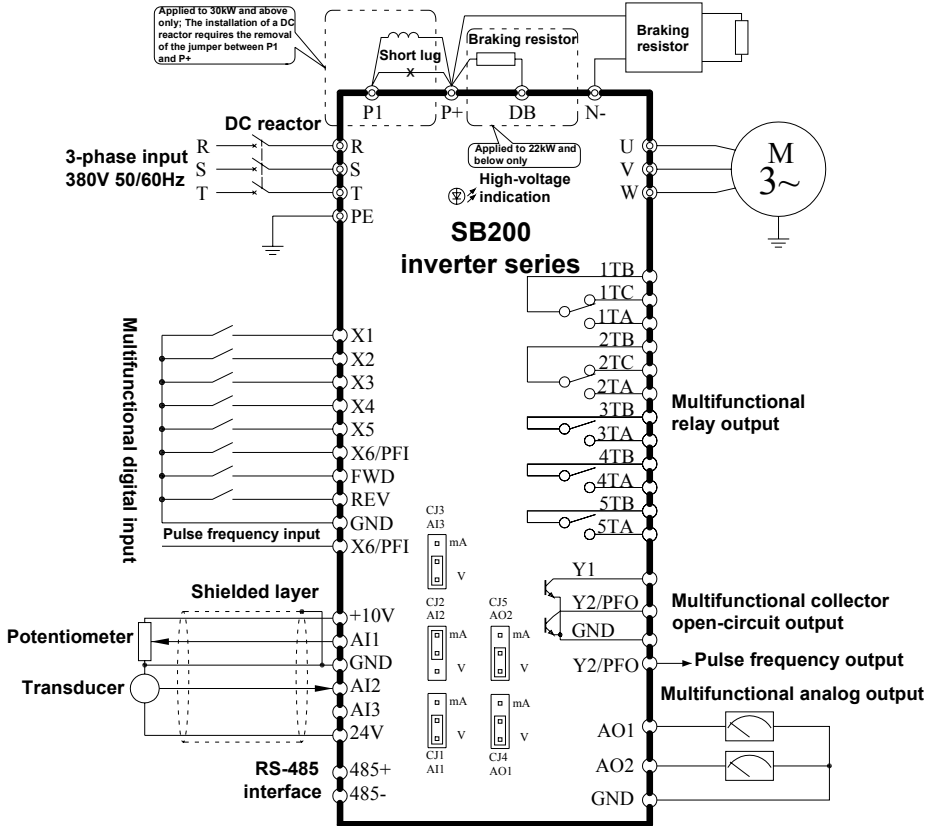 Applied to 30kW and above
only; The installation of a DC
reactor requires the removal
of the jumper between P1
and P+
Short lug
X
Braking resistor
Braking
resistor
P1
P+
DB
N-
DC reactor
3-phase input
380V 50/60Hz
R
S
T
R
S
T
PE
Applied to 22kW and
below only
High-voltage
indication
U
V
W
M
3~
SB200
inverter series
Multifunctional digital input
X1
X2
X3
X4
X5
X6/PFI
FWD
REV
GND
Pulse frequency input
X6/PFI
1TB
1TC
1TA
2TB
2TC
2TA
3TB
3TA
4TB
4TA
5TB
5TA
Multifunctional
relay output
CJ3
AI3
mA
V
CJ2
AI2
mA
V
CJ5
AO2
mA
V
mA
V
CJ1
AI1
mA
V
CJ4
AO1
Shielded layer
Potentiometer
Transducer
+10V
AI1
GND
AI2
AI3
24V
RS-485
interface
485+
485-
Y1
Y2/PFO
GND
Multifunctional collector
open-circuit output
Y2/PFO
Pulse frequency output
Multifunctional analog output
AO1
AO2
GND